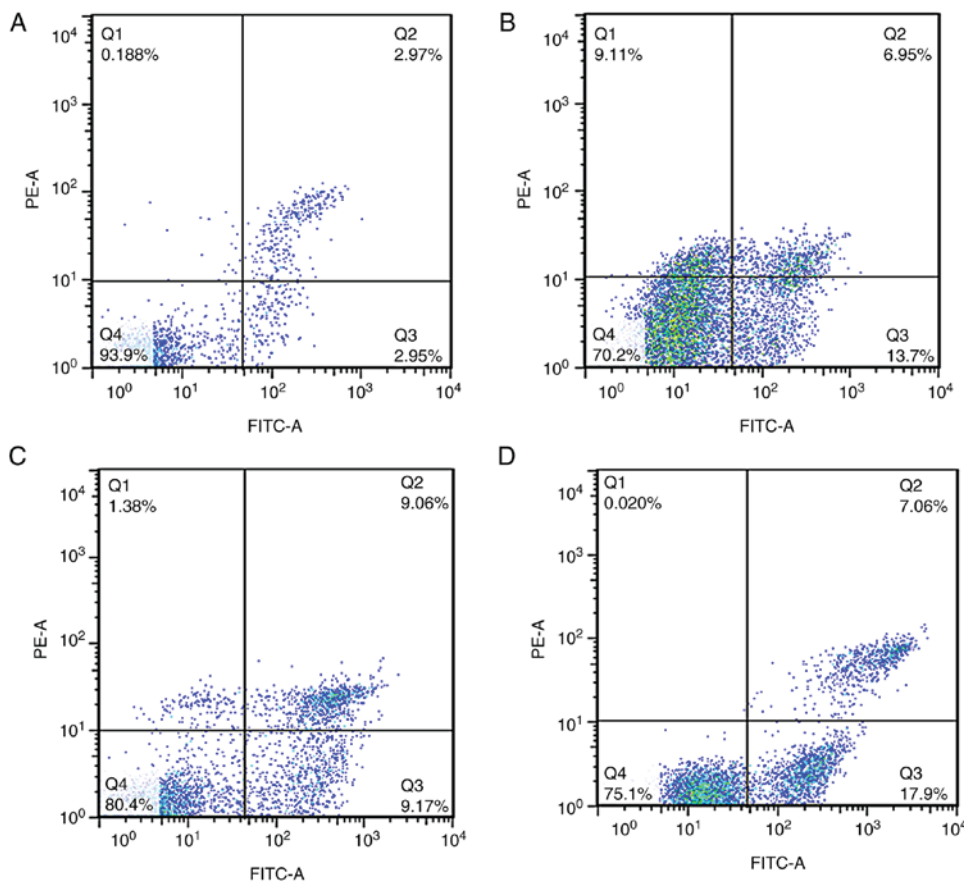 A
Q1
0.188%
Q2
2.97%
Q4
93.9%
Q3
2.95%
PE-A
10⁴
10³
10²
10¹
10⁰
10⁰ 10¹ 10² 10³ 10⁴
FITC-A
B
Q1
9.11%
Q2
6.95%
Q4
70.2%
Q3
13.7%
PE-A
10⁴
10³
10²
10¹
10⁰
10⁰ 10¹ 10² 10³ 10⁴
FITC-A
C
Q1
1.38%
Q2
9.06%
Q4
80.4%
Q3
9.17%
PE-A
10⁴
10³
10²
10¹
10⁰
10⁰ 10¹ 10² 10³ 10⁴
FITC-A
D
Q1
0.020%
Q2
7.06%
Q4
75.1%
Q3
17.9%
PE-A
10⁴
10³
10²
10¹
10⁰
10⁰ 10¹ 10² 10³ 10⁴
FITC-A